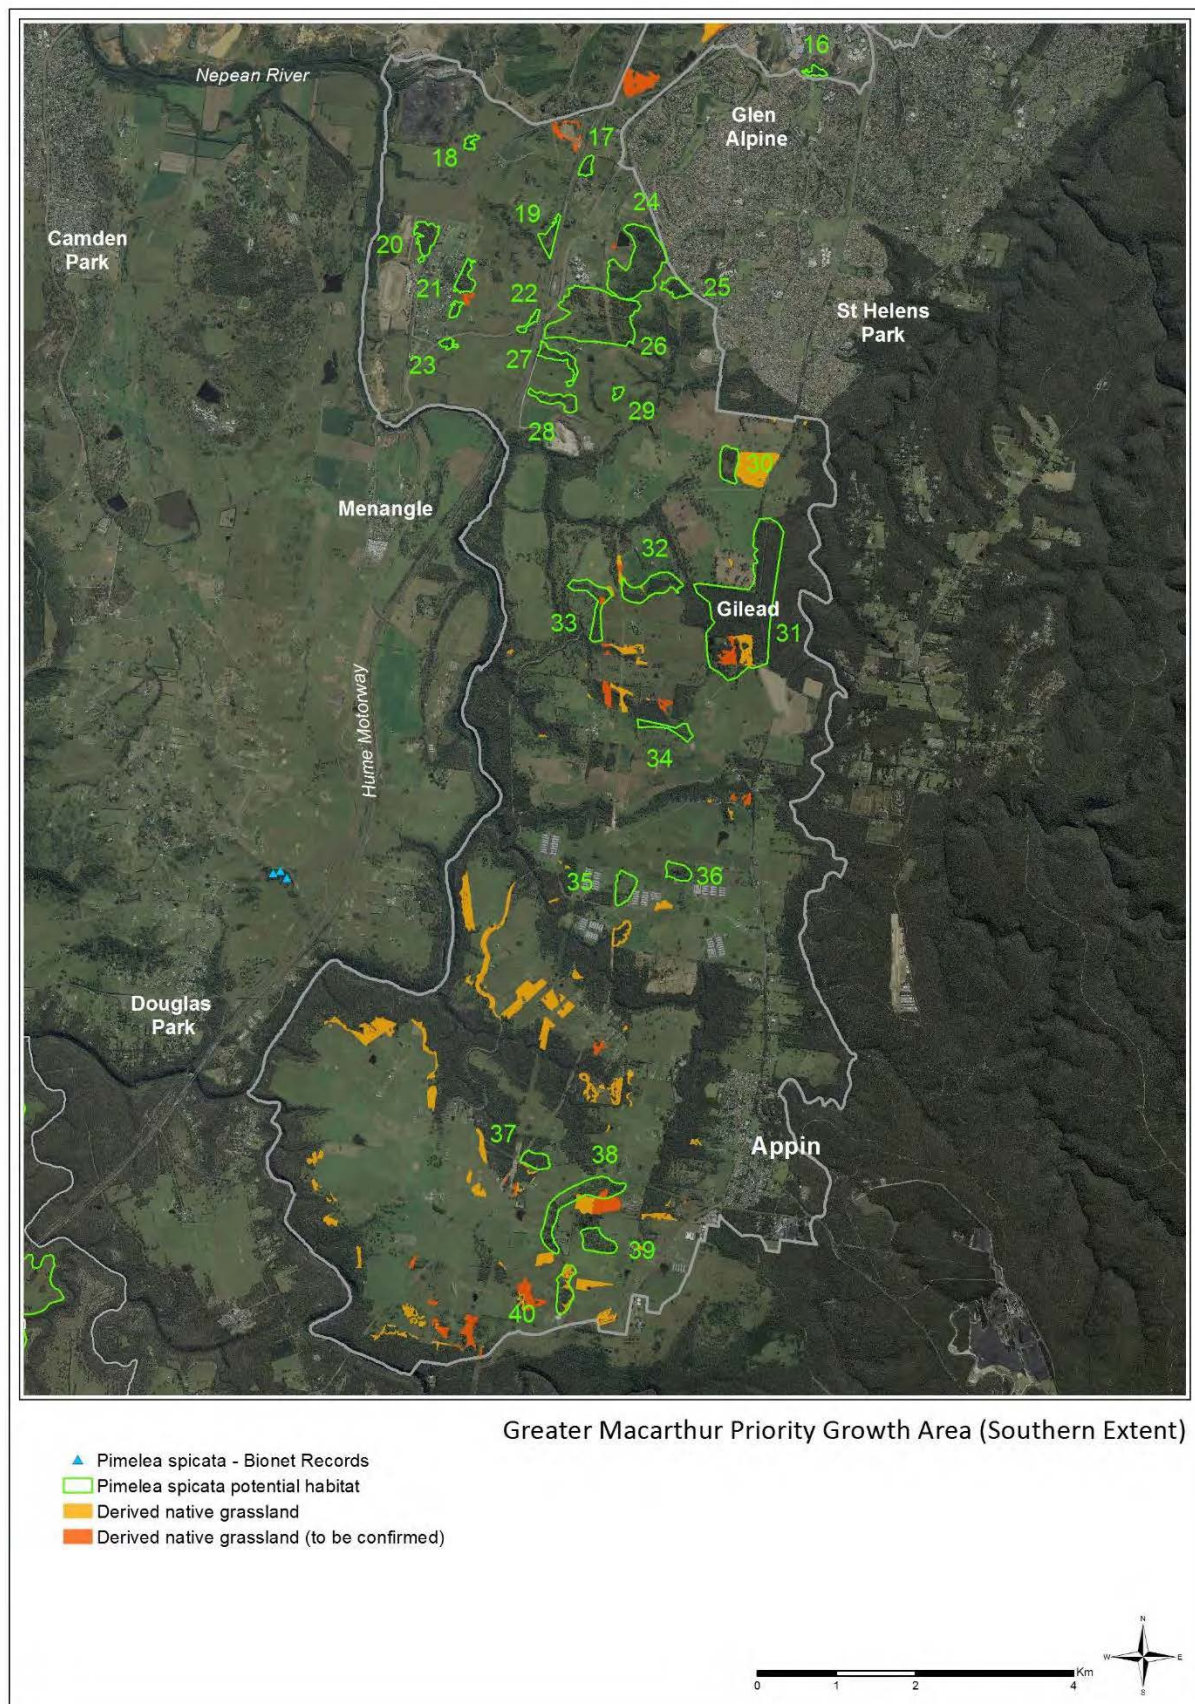 16
Nepean River
Glen
Alpine
17
18
24
19
Camden
Park
20
21
22
25
St Helens
Park
23
27
26
29
28
30
Menangle
32
Gilead
33
31
Hume Motorway
34
35
36
Douglas
Park
37
38
Appin
39
40
Greater Macarthur Priority Growth Area (Southern Extent)
Pimelea spicata - Bionet Records
Pimelea spicata potential habitat
Derived native grassland
Derived native grassland (to be confirmed)
N
W
E
S
Km
0
1
2
4